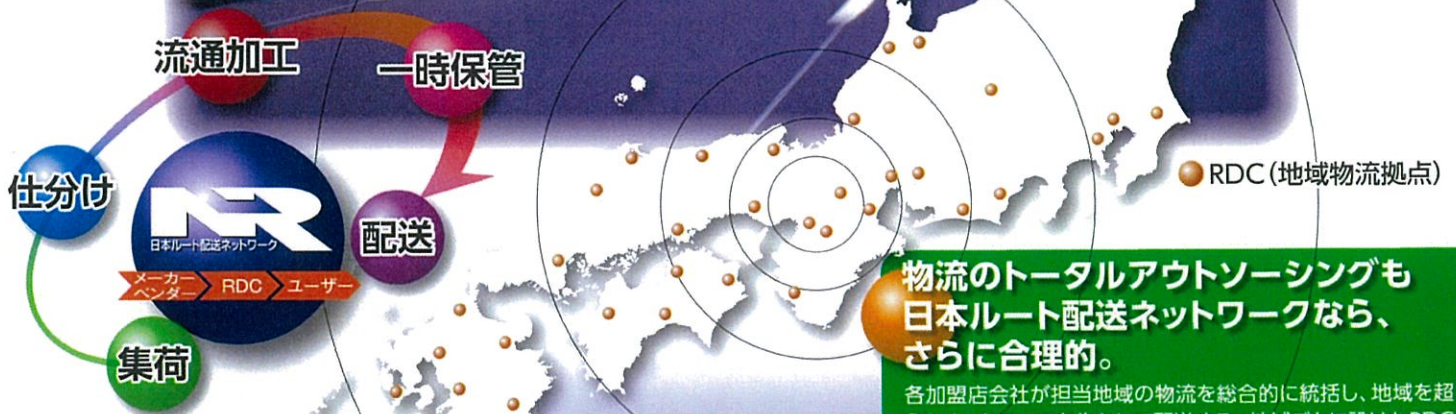 流通加工
一時保管
仕分け
NR
日本ルート配送ネットワーク
メーカー
ベンダー
RDC
ユーザー
配送
集荷
RDC（地域物流拠点）
物流のトータルアウトソーシングも
日本ルート配送ネットワークなら、
さらに合理的。
各加盟店会社が担当地域の物流を総合的に統括し、地域を超